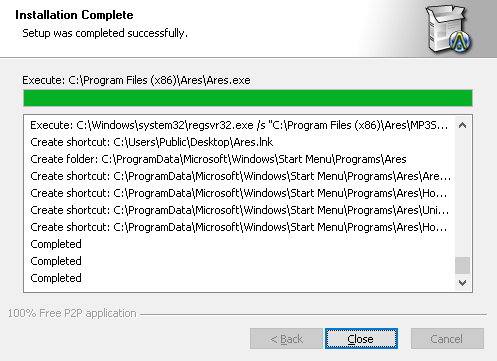 Installation Complete
Setup was completed successfully.
Execute: C:\Program Files (x86)\Ares\Ares.exe
Execute: C:\Windows\system32\regsvr32.exe /s "C:\Program Files (x86)\Ares\MP35...
Create shortcut: C:\Users\Public\Desktop\Ares.lnk
Create folder: C:\ProgramData\Microsoft\Windows\Start Menu\Programs\Ares
Create shortcut: C:\ProgramData\Microsoft\Windows\Start Menu\Programs\Ares\Are...
Create shortcut: C:\ProgramData\Microsoft\Windows\Start Menu\Programs\Ares\Ho...
Create shortcut: C:\ProgramData\Microsoft\Windows\Start Menu\Programs\Ares\Uni...
Create shortcut: C:\ProgramData\Microsoft\Windows\Start Menu\Programs\Ares\Ho...
Completed
Completed
Completed
100% Free P2P application
< Back
Close
Cancel